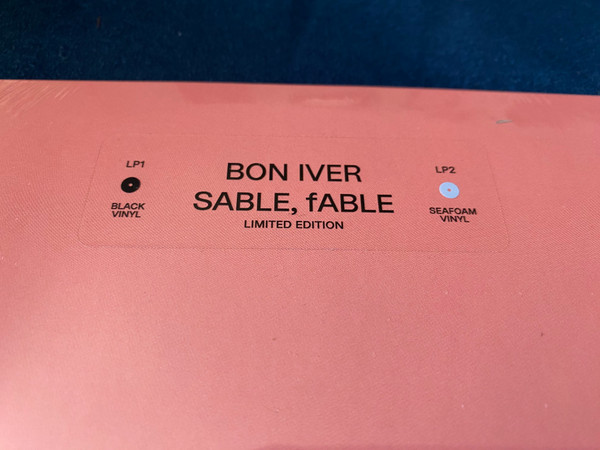 LP1
BLACK
VINYL
BON IVER
SABLE, fABLE
LIMITED EDITION
LP2
SEAFOAM
VINYL